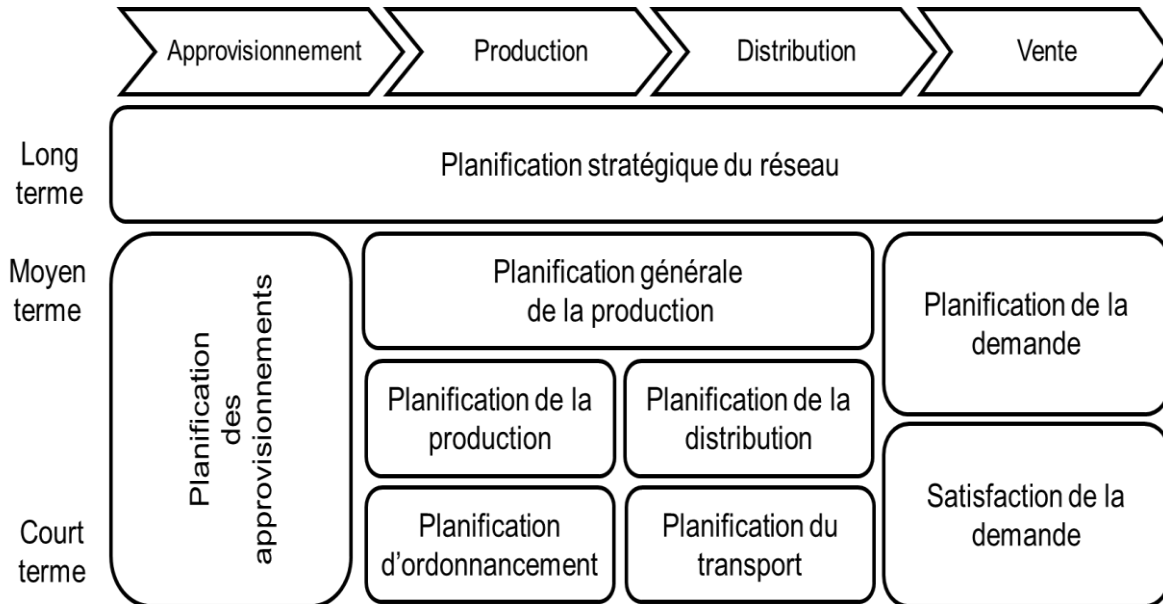 Approvisionnement
Production
Distribution
Vente
Long
terme
Planification stratégique du réseau
Moyen
terme
Planification
des
approvisionnements
Planification générale
de la production
Planification de la
demande
Planification de la
production
Planification de la
distribution
Court
terme
Planification
d'ordonnancement
Planification du
transport
Satisfaction de la
demande